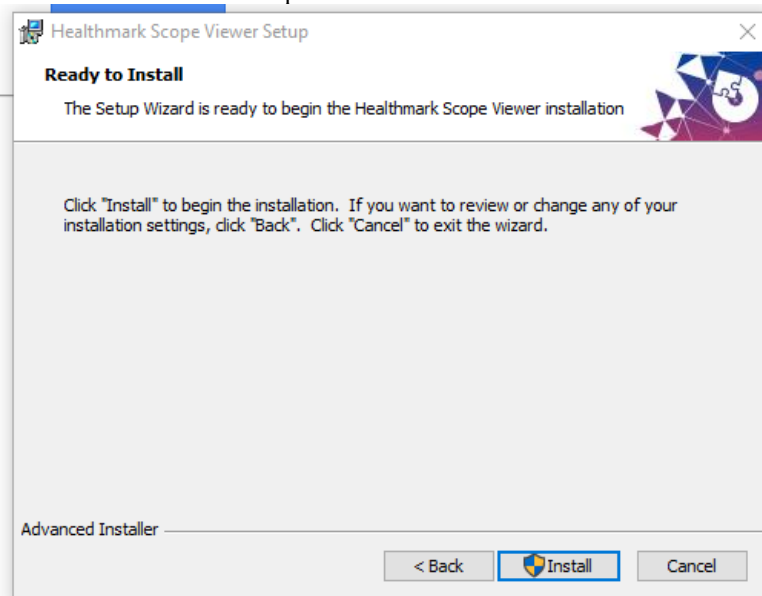 Healthmark Scope Viewer Setup
Ready to Install
The Setup Wizard is ready to begin the Healthmark Scope Viewer installation
Click "Install" to begin the installation.  If you want to review or change any of your
installation settings, click "Back".  Click "Cancel" to exit the wizard.
Advanced Installer
< Back
Install
Cancel